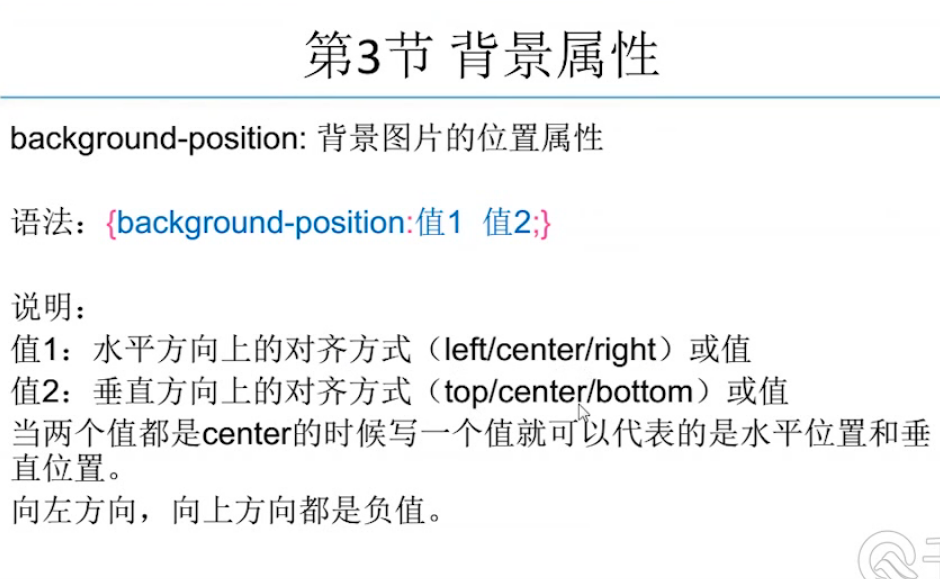 第3节 背景属性
background-position: 背景图片的位置属性
语法：{background-position:值1 值2;}
说明：
值1：水平方向上的对齐方式（left/center/right）或值
值2：垂直方向上的对齐方式（top/center/bottom）或值
当两个值都是center的时候写一个值就可以代表的是水平位置和垂
直位置。
向左方向，向上方向都是负值。